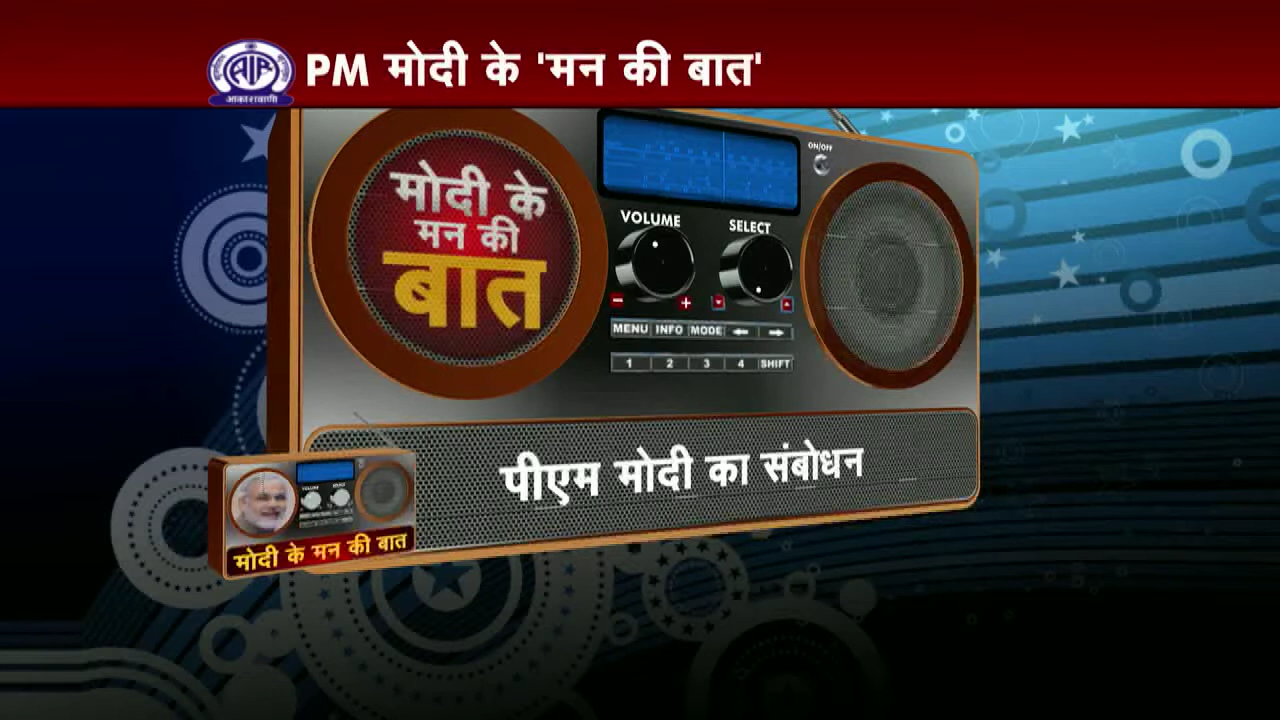 PM मोदी के 'मन की बात'
AIR
आकाशवाणी
मोदी के
मन की
बात
ON/OFF
VOLUME
SELECT
- +
MENU INFO MODE
1 2 3 4 SHIFT
पीएम मोदी का संबोधन
मोदी के मन की बात